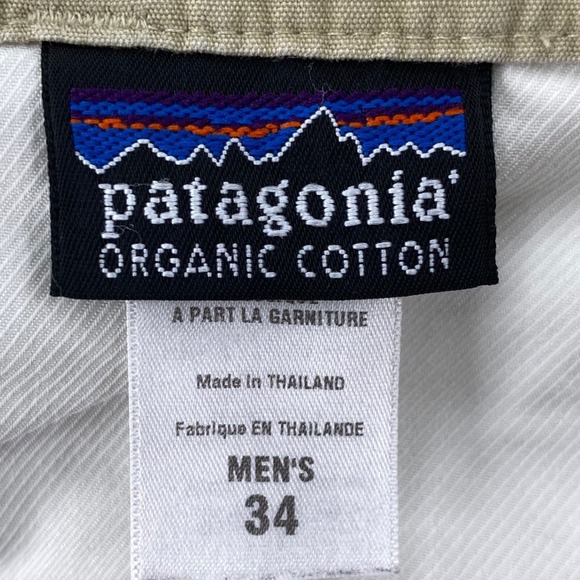 patagonia
ORGANIC COTTON
A PART LA GARNITURE
Made in THAILAND
Fabrique EN THAILANDE
MEN'S
34